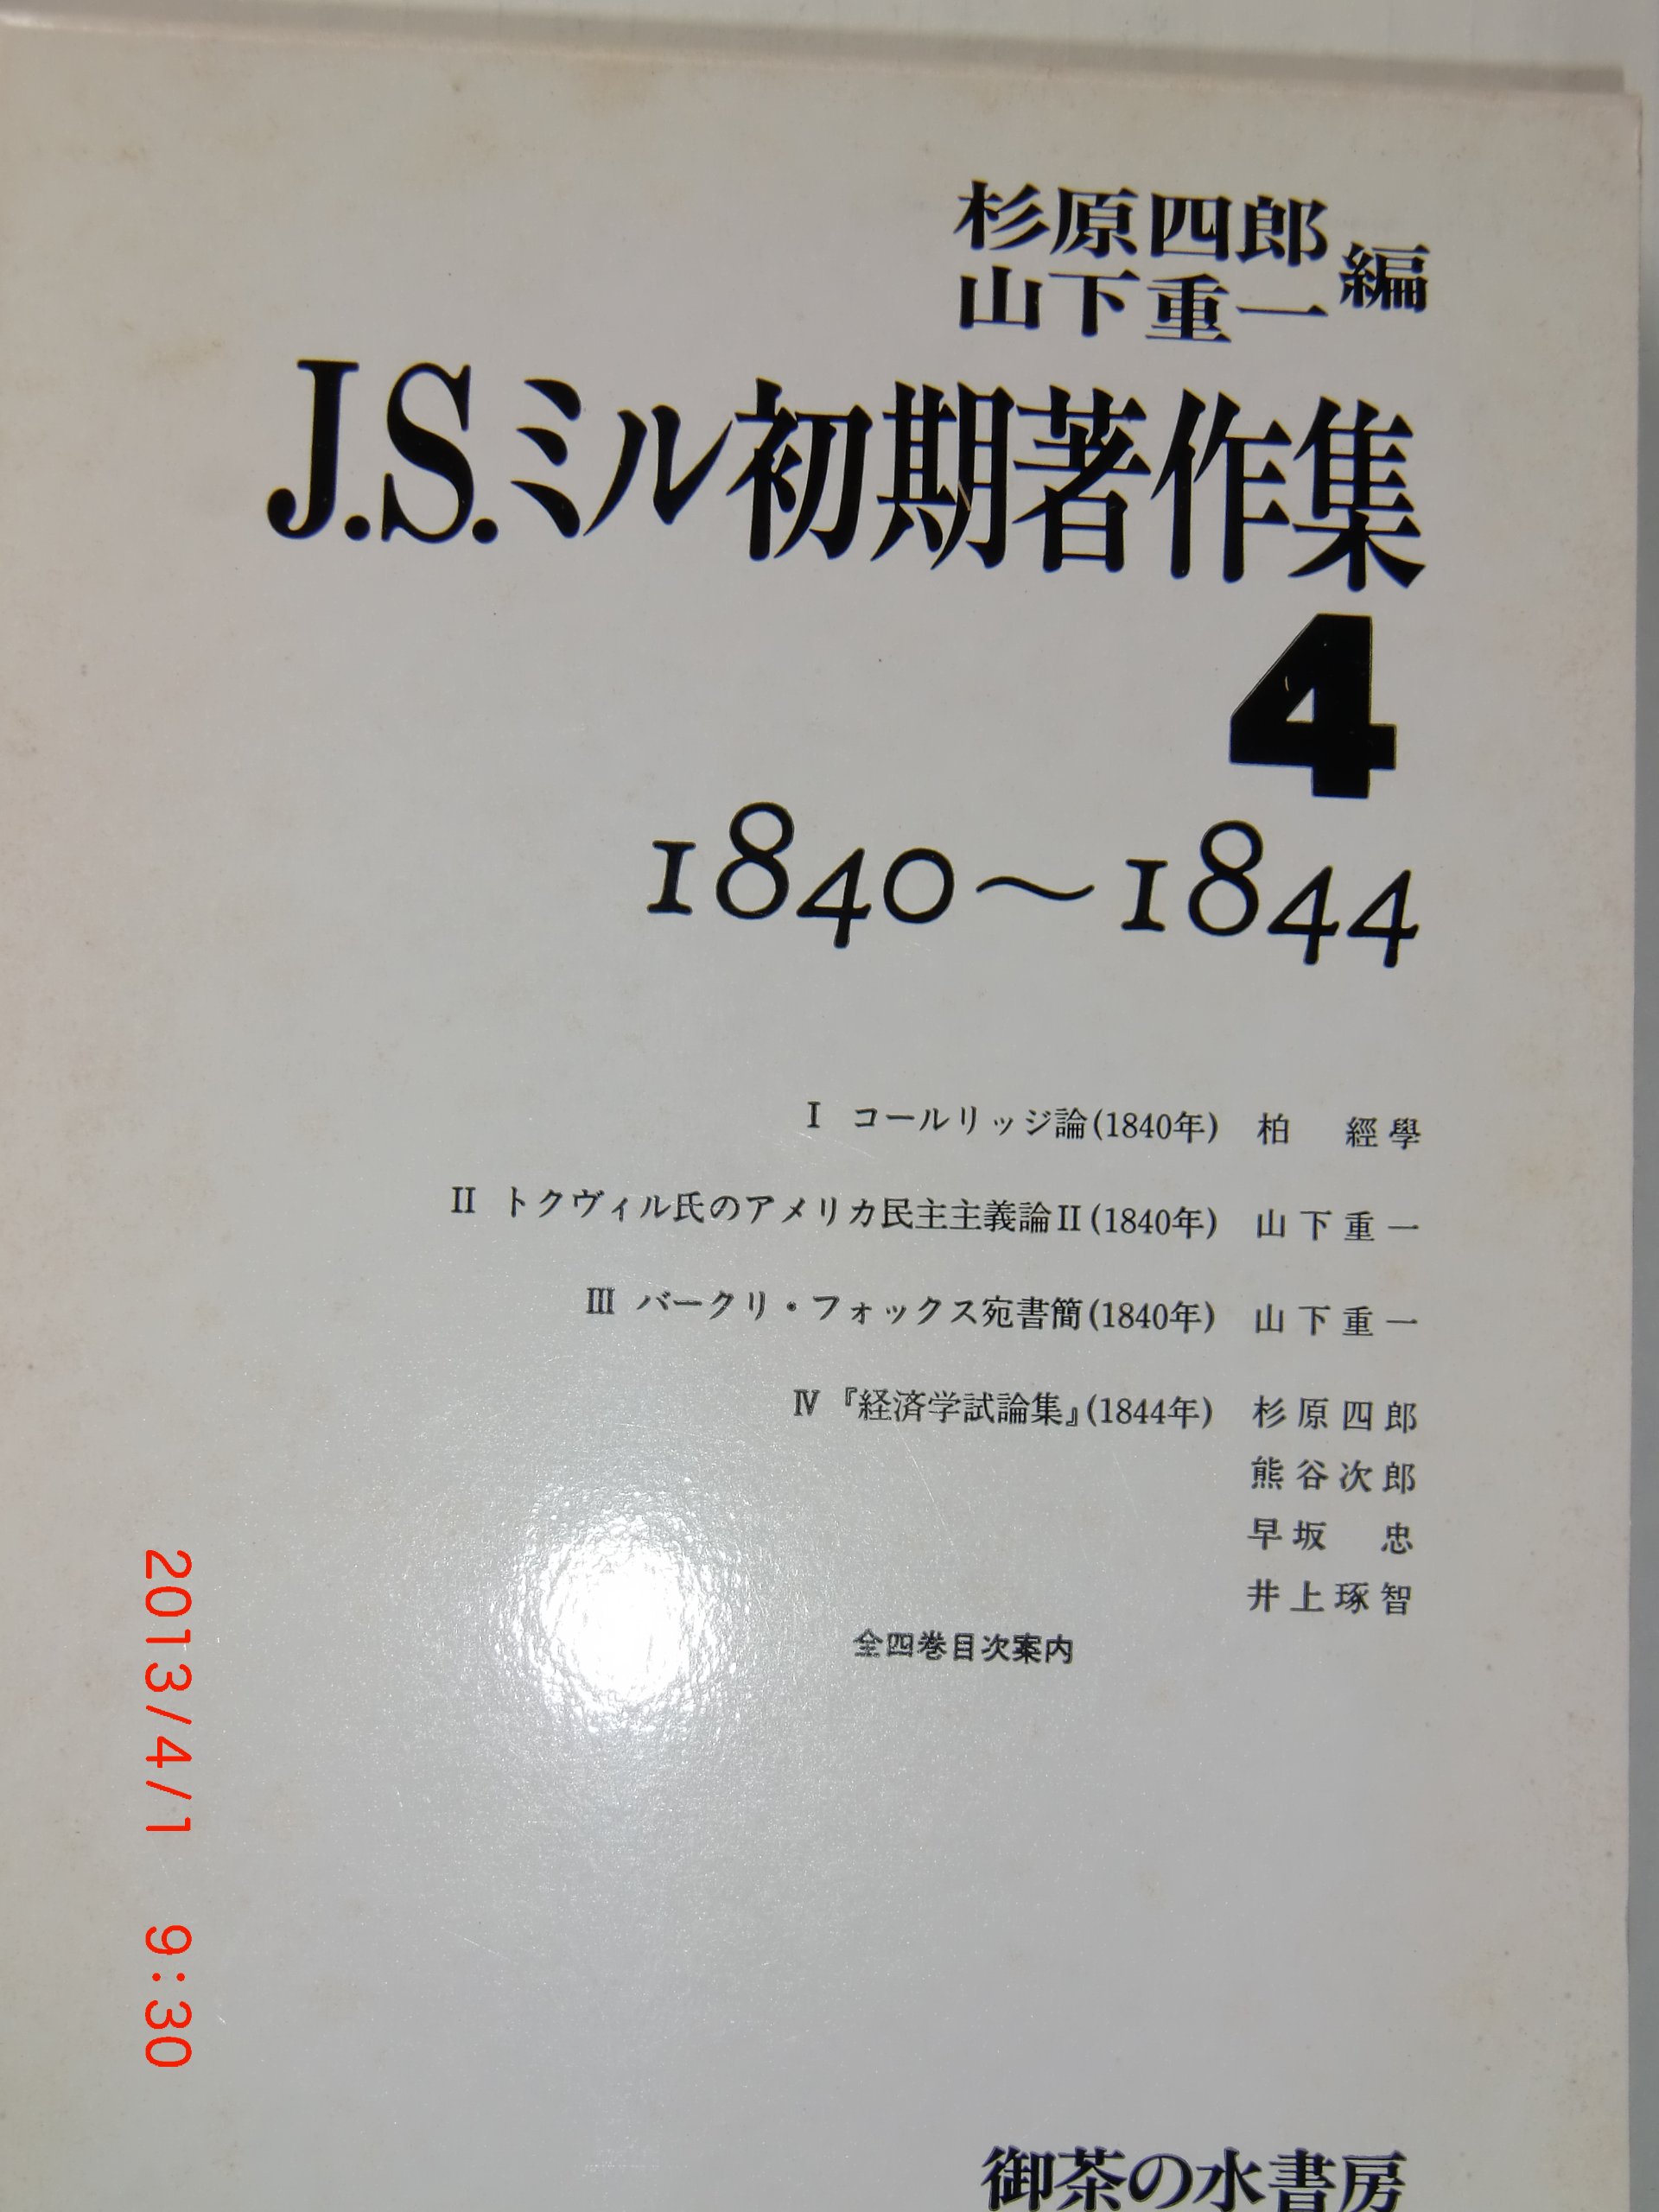 杉原四郎
山下重一 編
J.S.ミル初期著作集
4
1840〜1844
I コールリッジ論(1840年) 柏 經學
II トクヴィル氏のアメリカ民主主義論II(1840年) 山下重一
III バークリ・フォックス宛書簡(1840年) 山下重一
IV 『経済学試論集』(1844年) 杉原四郎
熊谷次郎
早坂 忠
井上琢智
全四巻目次案内
御茶の水書房
2013/4/1 9:30